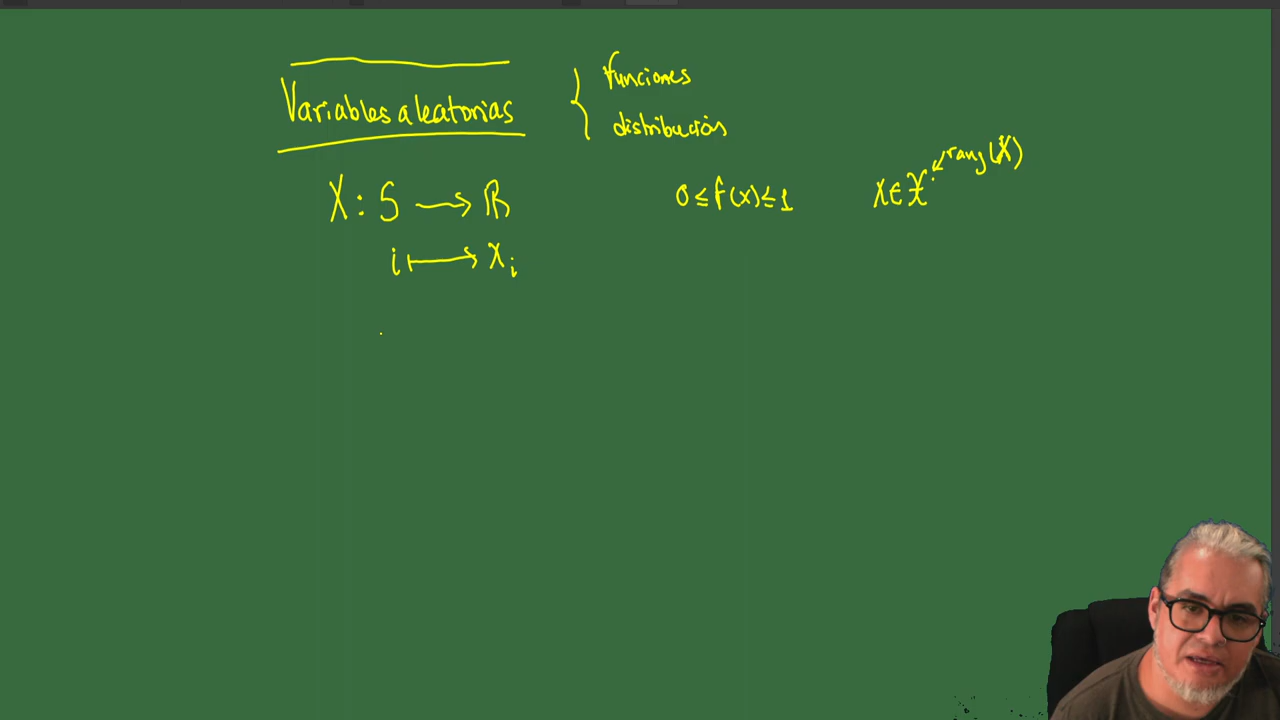 Variables aleatorias { funciones
distribución
X : S → ℝ
i ↦ xᵢ
0 ≤ f(x) ≤ 1
x ∈ 𝒳 ↙ rang(X)